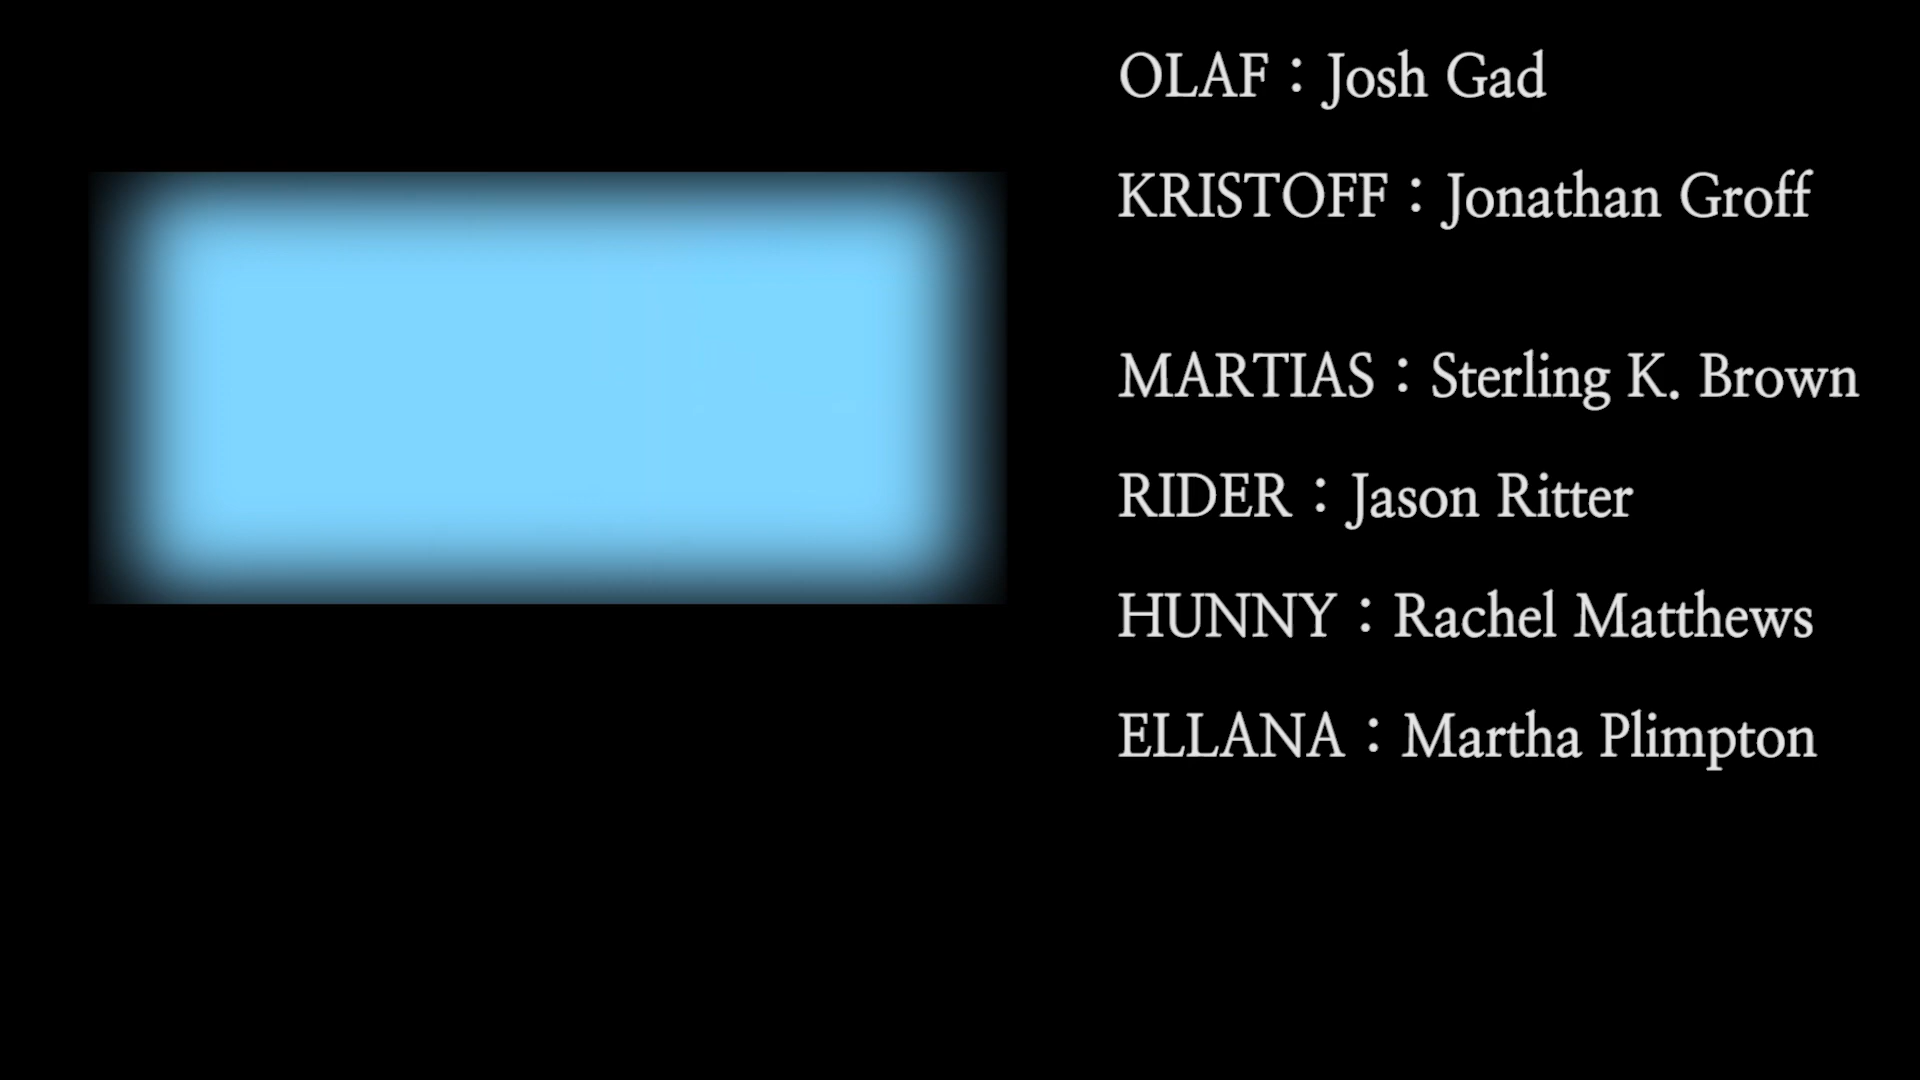 OLAF : Josh Gad
KRISTOFF : Jonathan Groff
MARTIAS : Sterling K. Brown
RIDER : Jason Ritter
HUNNY : Rachel Matthews
ELLANA : Martha Plimpton